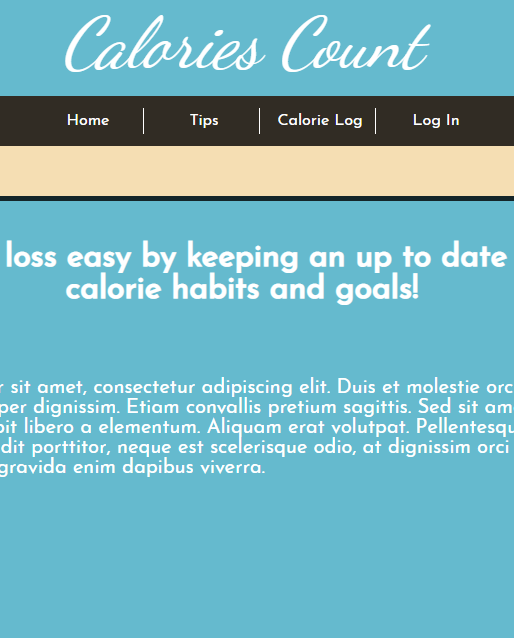 Calories Count
Home Tips Calorie Log Log In
loss easy by keeping an up to date
calorie habits and goals!
r sit amet, consectetur adipiscing elit. Duis et molestie orc
per dignissim. Etiam convallis pretium sagittis. Sed sit am
bit libero a elementum. Aliquam erat volutpat. Pellentesqu
dit porttitor, neque est scelerisque odio, at dignissim orci
gravida enim dapibus viverra.